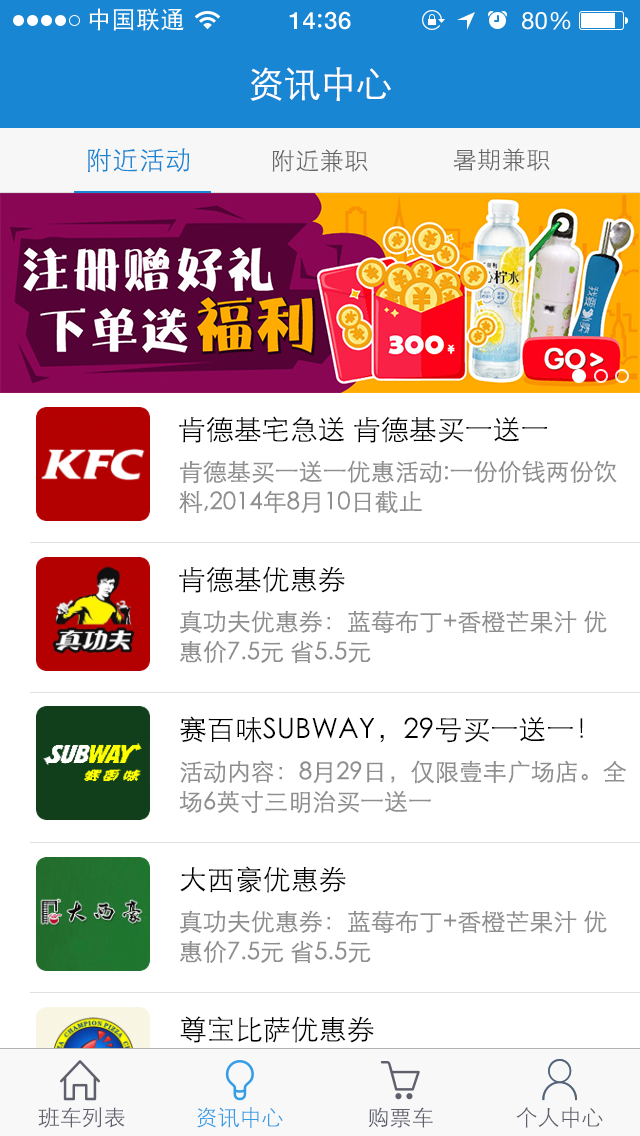 中国联通 14:36 80%
资讯中心
附近活动 附近兼职 暑期兼职
注册赠好礼
下单送福利
300¥
柠水
GO>
KFC
肯德基宅急送 肯德基买一送一
肯德基买一送一优惠活动:一份价钱两份饮
料,2014年8月10日截止
真功夫
肯德基优惠券
真功夫优惠券：蓝莓布丁+香橙芒果汁 优
惠价7.5元 省5.5元
SUBWAY
赛百味
赛百味SUBWAY，29号买一送一！
活动内容：8月29日，仅限壹丰广场店。全
场6英寸三明治买一送一
大西豪
大西豪优惠券
真功夫优惠券：蓝莓布丁+香橙芒果汁 优
惠价7.5元 省5.5元
CHAMPION PIZZA
尊宝比萨优惠券
班车列表 资讯中心 购票车 个人中心